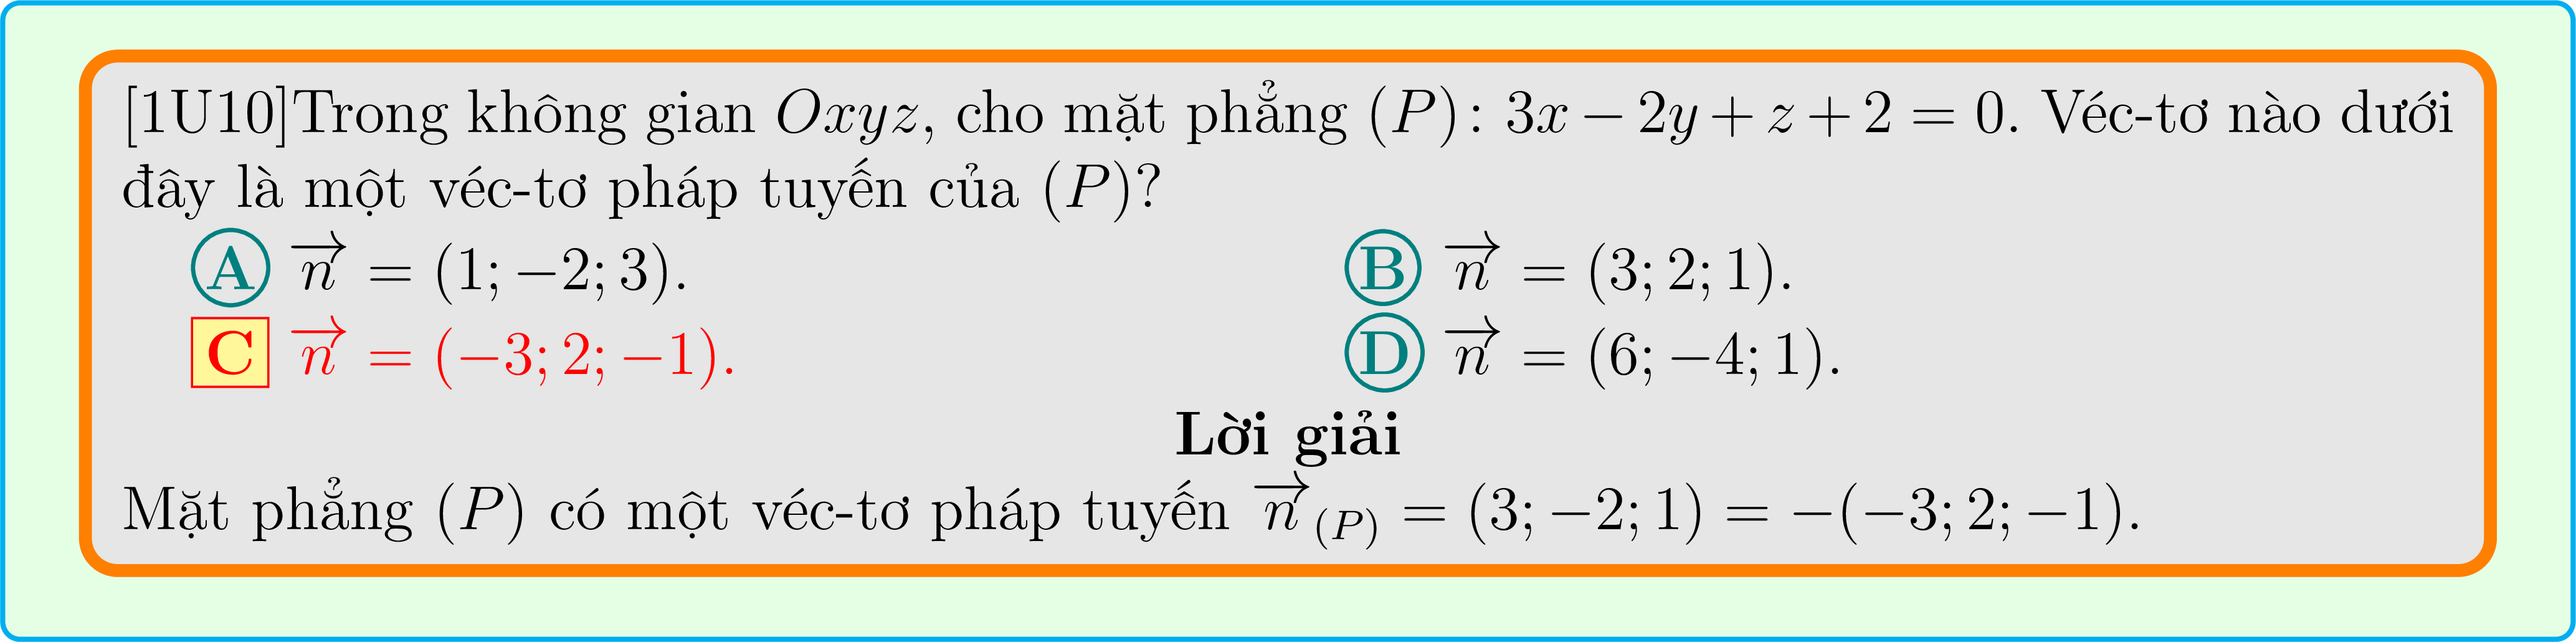 [1U10]Trong không gian Oxyz, cho mặt phẳng (P): 3x − 2y + z + 2 = 0. Véc-tơ nào dưới
đây là một véc-tơ pháp tuyến của (P)?
A $\overrightarrow{n}$ = (1; −2; 3). B $\overrightarrow{n}$ = (3; 2; 1).
C $\overrightarrow{n}$ = (−3; 2; −1). D $\overrightarrow{n}$ = (6; −4; 1).
Lời giải
Mặt phẳng (P) có một véc-tơ pháp tuyến $\overrightarrow{n}_{(P)}$ = (3; −2; 1) = −(−3; 2; −1).